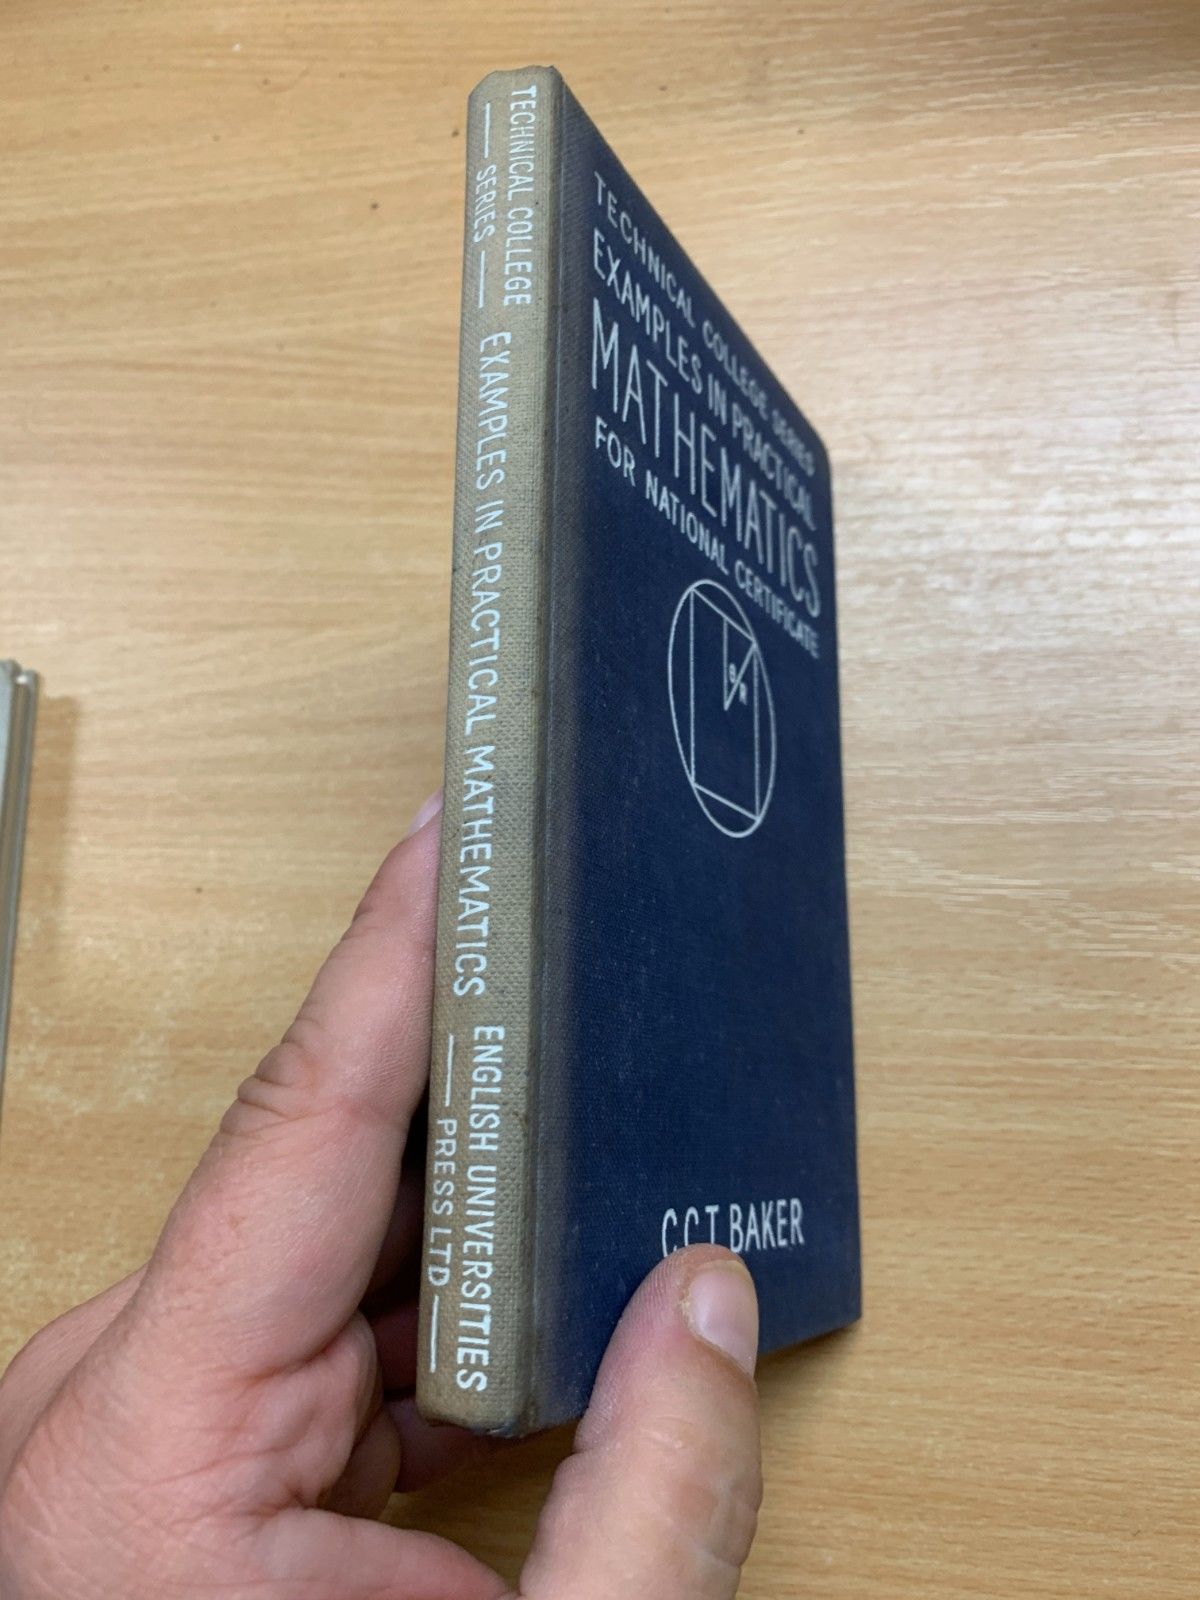 TECHNICAL COLLEGE
SERIES
EXAMPLES IN PRACTICAL MATHEMATICS
ENGLISH UNIVERSITIES
PRESS LTD
TECHNICAL COLLEGE SERIES
EXAMPLES IN PRACTICAL
MATHEMATICS
FOR NATIONAL CERTIFICATE
θ
R
C C T BAKER